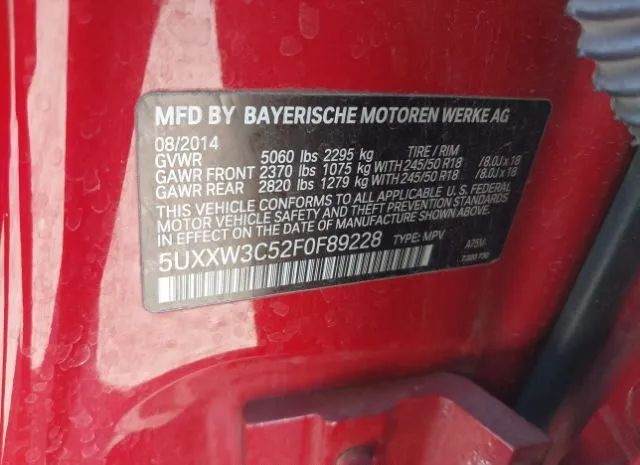 MFD BY BAYERISCHE MOTOREN WERKE AG
08/2014
GVWR 5060 lbs 2295 kg TIRE / RIM
GAWR FRONT 2370 lbs 1075 kg WITH 245/50 R18 /8.0J x 18
GAWR REAR 2820 lbs 1279 kg WITH 245/50 R18 /8.0J x 18
THIS VEHICLE CONFORMS TO ALL APPLICABLE U.S. FEDERAL
MOTOR VEHICLE SAFETY AND THEFT PREVENTION STANDARDS
IN EFFECT ON THE DATE OF MANUFACTURE SHOWN ABOVE.
5UXXW3C52F0F89228 TYPE: MPV